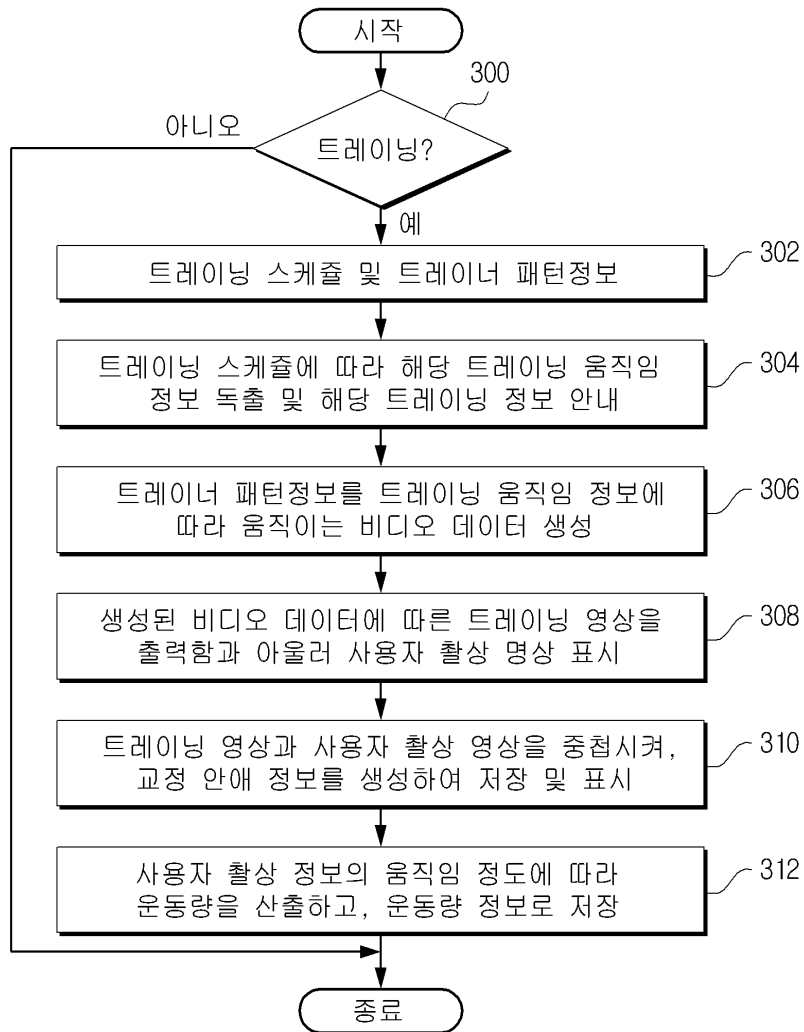 시작
300
아니오
트레이닝?
예
트레이닝 스케쥴 및 트레이너 패턴정보
302
트레이닝 스케쥴에 따라 해당 트레이닝 움직임
정보 독출 및 해당 트레이닝 정보 안내
304
트레이너 패턴정보를 트레이닝 움직임 정보에
따라 움직이는 비디오 데이터 생성
306
생성된 비디오 데이터에 따른 트레이닝 영상을
출력함과 아울러 사용자 촬상 명상 표시
308
트레이닝 영상과 사용자 촬상 영상을 중첩시켜,
교정 안애 정보를 생성하여 저장 및 표시
310
사용자 촬상 정보의 움직임 정도에 따라
운동량을 산출하고, 운동량 정보로 저장
312
종료